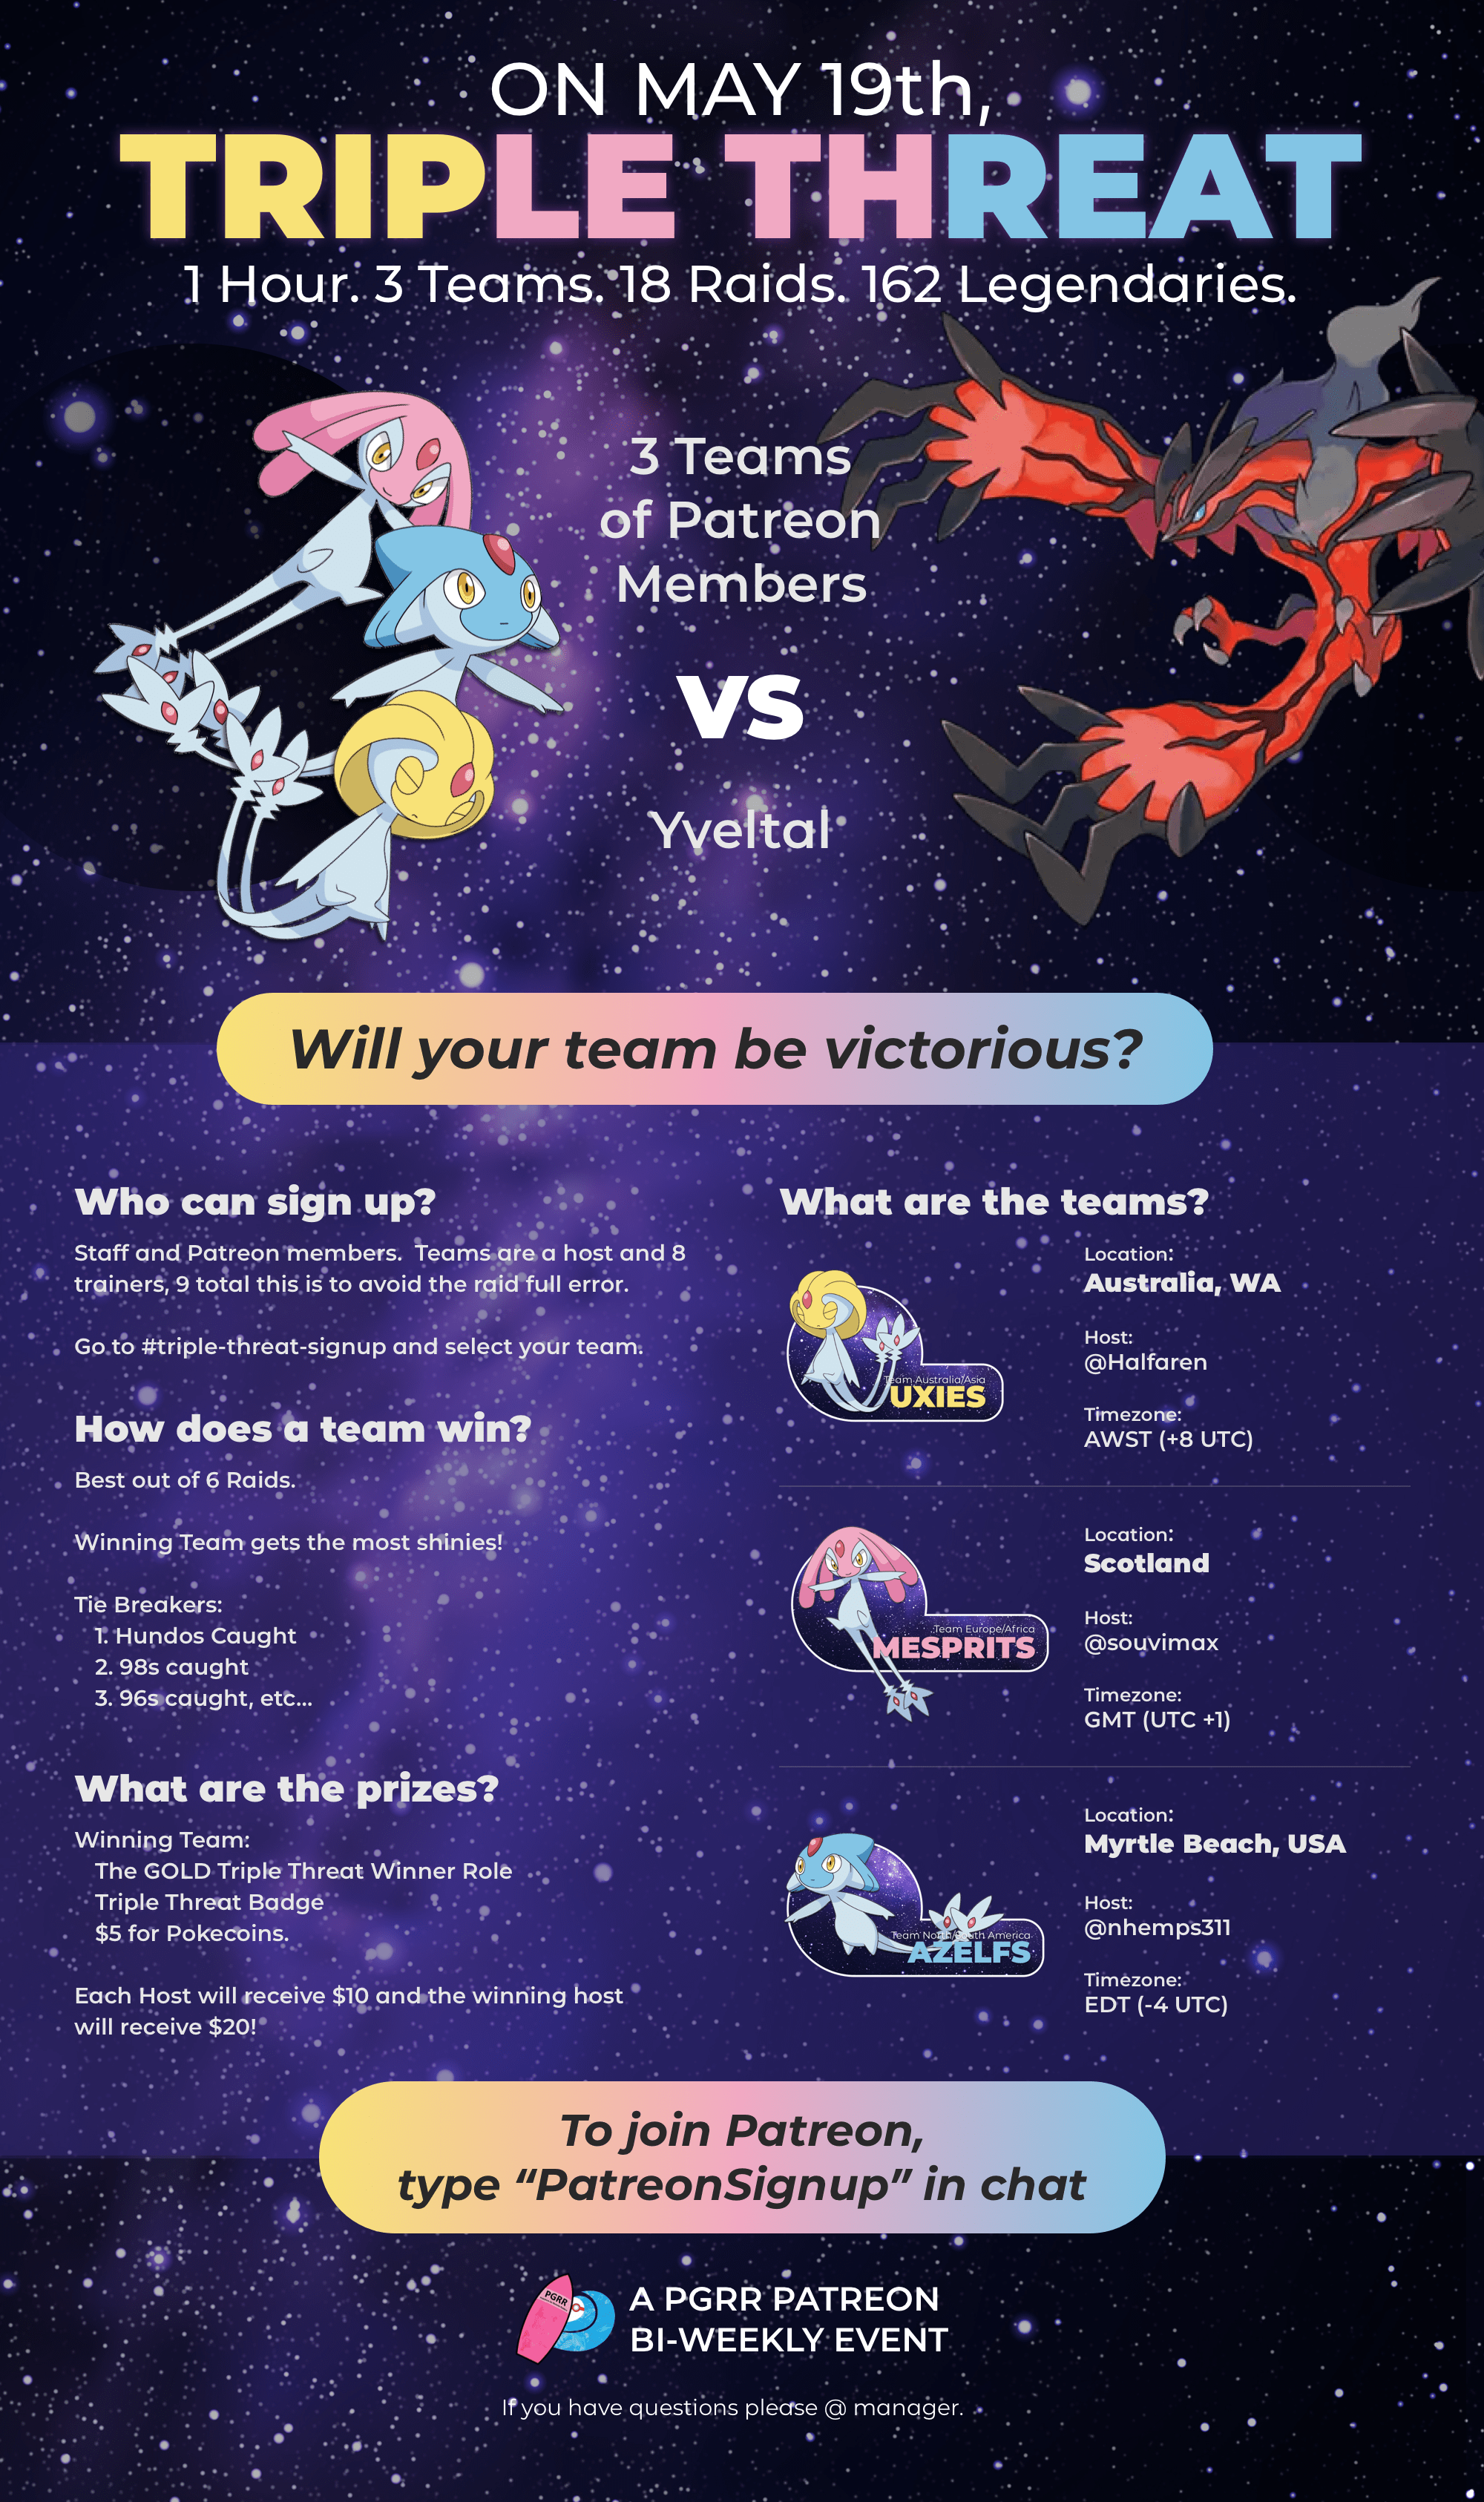 ON MAY 19th,
TRIPLE THREAT
1 Hour. 3 Teams. 18 Raids. 162 Legendaries.
3 Teams
of Patreon
Members
VS
Yveltal
Will your team be victorious?
Who can sign up?
Staff and Patreon members.  Teams are a host and 8
trainers, 9 total this is to avoid the raid full error.
Go to #triple-threat-signup and select your team.
How does a team win?
Best out of 6 Raids.
Winning Team gets the most shinies!
Tie Breakers:
1. Hundos Caught
2. 98s caught
3. 96s caught, etc...
What are the prizes?
Winning Team:
The GOLD Triple Threat Winner Role
Triple Threat Badge
$5 for Pokecoins.
Each Host will receive $10 and the winning host
will receive $20!
What are the teams?
Team Australia/Asia
UXIES
Location:
Australia, WA
Host:
@Halfaren
Timezone:
AWST (+8 UTC)
Team Europe/Africa
MESPRITS
Location:
Scotland
Host:
@souvimax
Timezone:
GMT (UTC +1)
Team North/South America
AZELFS
Location:
Myrtle Beach, USA
Host:
@nhemps311
Timezone:
EDT (-4 UTC)
To join Patreon,
type “PatreonSignup” in chat
PGRR
A PGRR PATREON
BI-WEEKLY EVENT
If you have questions please @ manager.